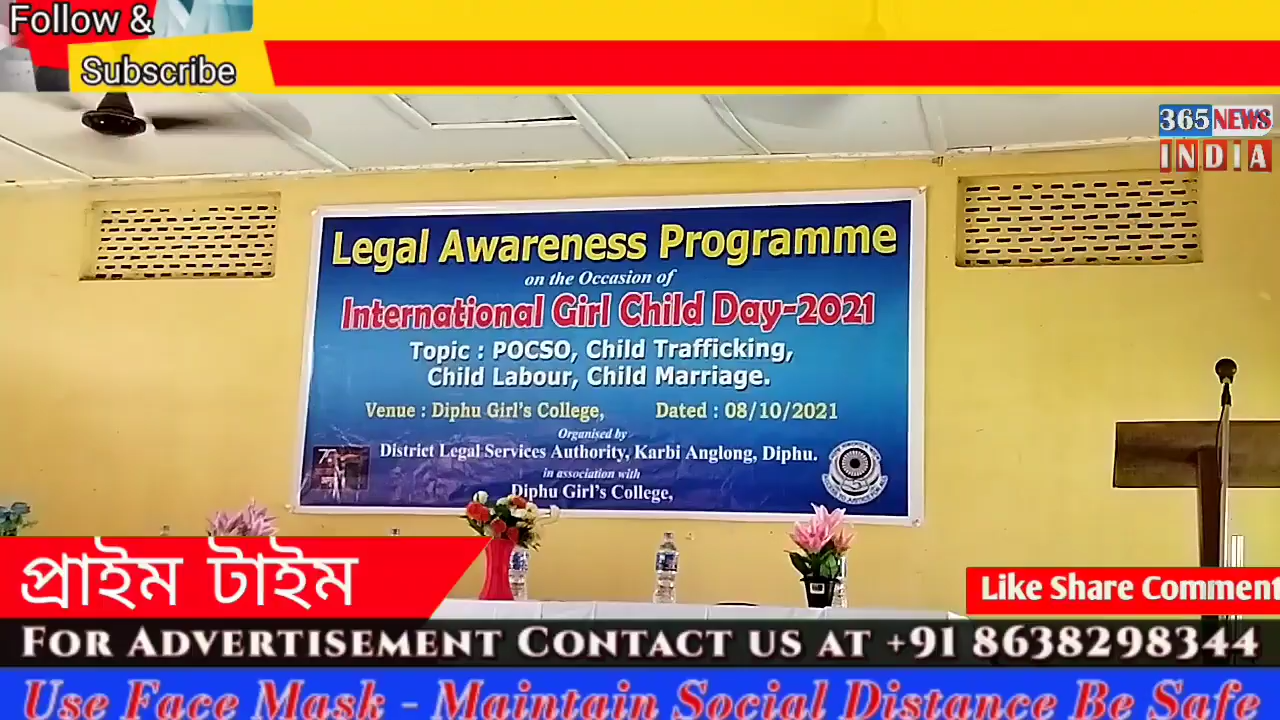 Follow &
Subscribe
365 NEWS
INDIA
Legal Awareness Programme
on the Occasion of
International Girl Child Day-2021
Topic : POCSO, Child Trafficking,
Child Labour, Child Marriage.
Venue : Diphu Girl's College, Dated : 08/10/2021
Organised by
District Legal Services Authority, Karbi Anglong, Diphu.
in association with
Diphu Girl's College,
প্রাইম টাইম
Like Share Comment
FOR ADVERTISEMENT CONTACT US AT +91 8638298344
Use Face Mask - Maintain Social Distance Be Safe